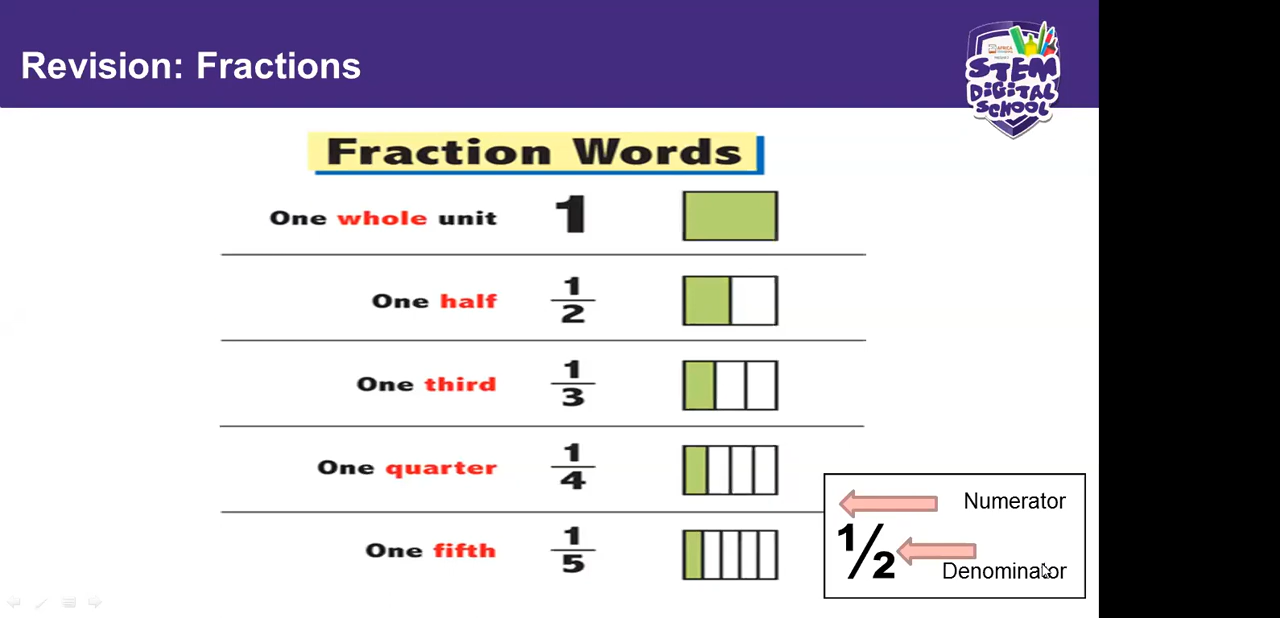 Revision: Fractions
AFRICA
STEM
DIGITAL
SCHOOL
Fraction Words
One whole unit 1
One half 1/2
One third 1/3
One quarter 1/4
One fifth 1/5
Numerator
1/2
Denominator